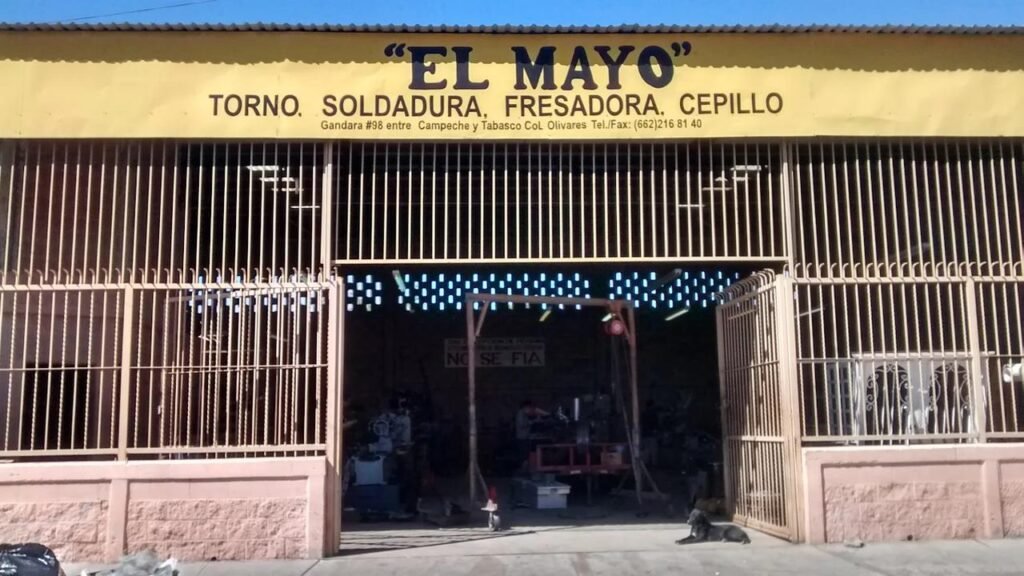 "EL MAYO"
TORNO. SOLDADURA, FRESADORA. CEPILLO
Gandara #98 entre Campeche y Tabasco Col. Olivares Tel./Fax: (662)216 81 40
NO SE FIA